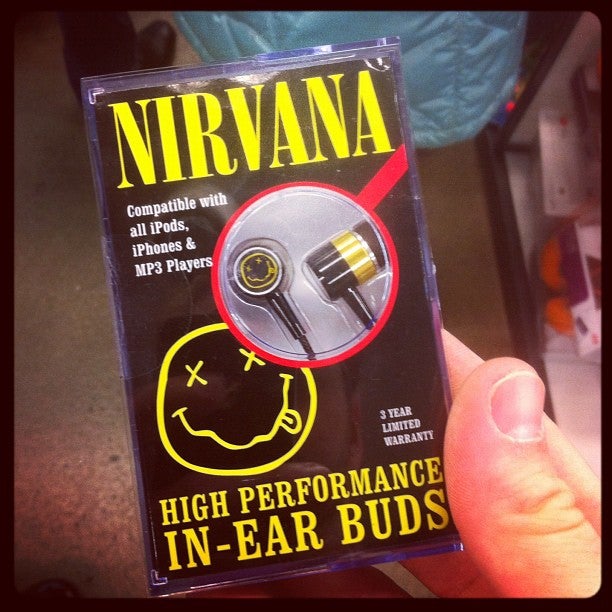 NIRVANA
Compatible with
all iPods,
iPhones &
MP3 Players
3 YEAR
LIMITED
WARRANTY
HIGH PERFORMANCE
IN-EAR BUDS